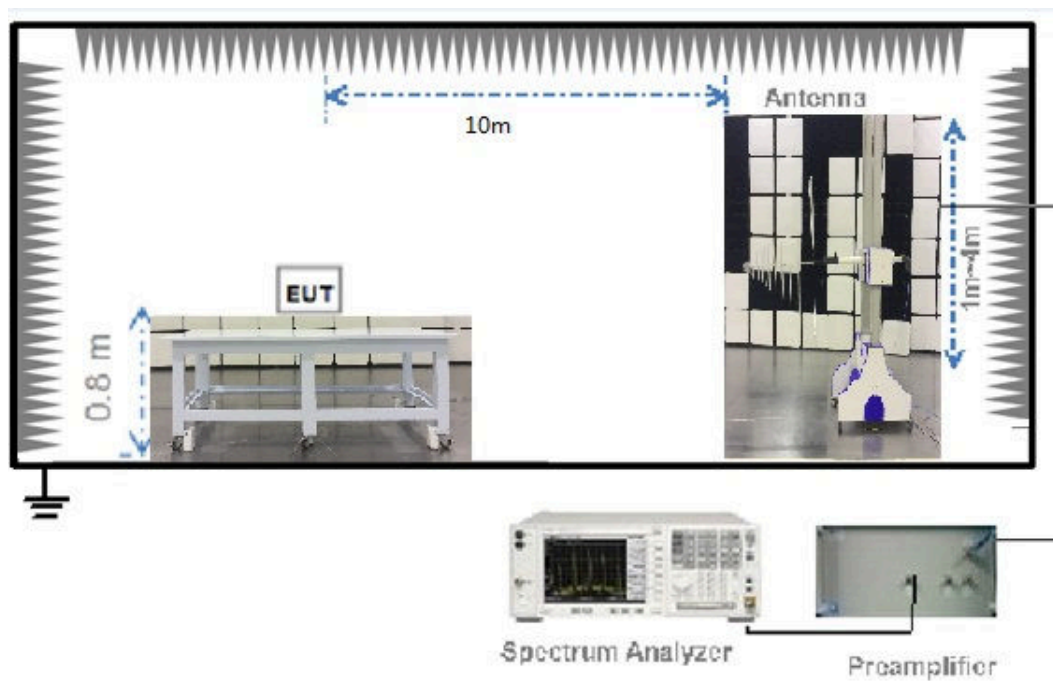 10m
Antenna
1m~4m
EUT
0.8 m
Spectrum Analyzer
Preamplifier